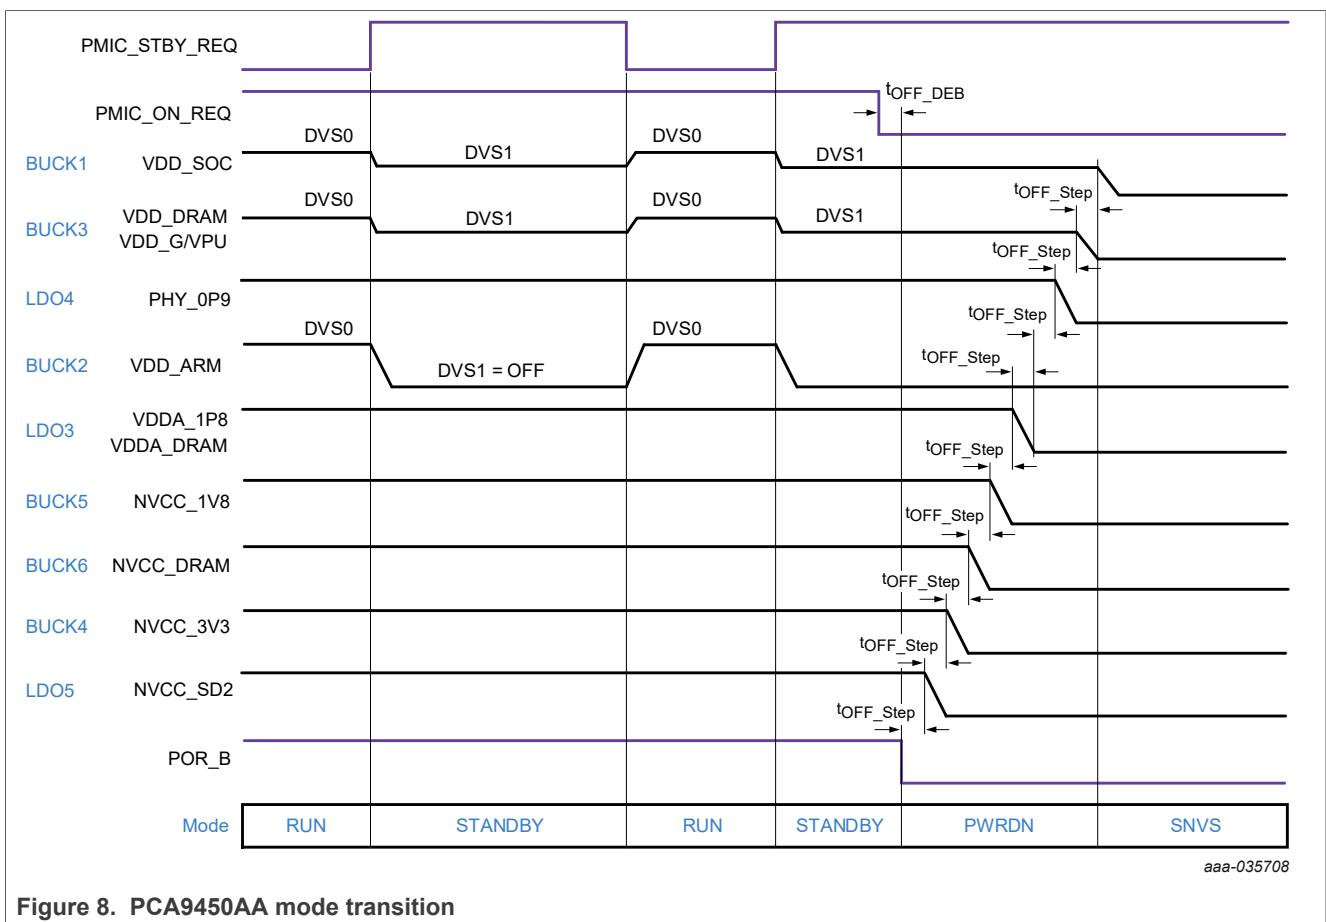 PMIC_STBY_REQ
tOFF_DEB
PMIC_ON_REQ
DVS0 DVS0
BUCK1 VDD_SOC DVS1 DVS1
tOFF_Step
DVS0 DVS0
BUCK3 VDD_DRAM DVS1 DVS1
VDD_G/VPU
tOFF_Step
LDO4 PHY_0P9
tOFF_Step
DVS0 DVS0
tOFF_Step
BUCK2 VDD_ARM DVS1 = OFF
LDO3 VDDA_1P8
VDDA_DRAM
tOFF_Step
BUCK5 NVCC_1V8
tOFF_Step
BUCK6 NVCC_DRAM
tOFF_Step
BUCK4 NVCC_3V3
tOFF_Step
LDO5 NVCC_SD2
tOFF_Step
POR_B
Mode RUN STANDBY RUN STANDBY PWRDN SNVS
aaa-035708
Figure 8. PCA9450AA mode transition